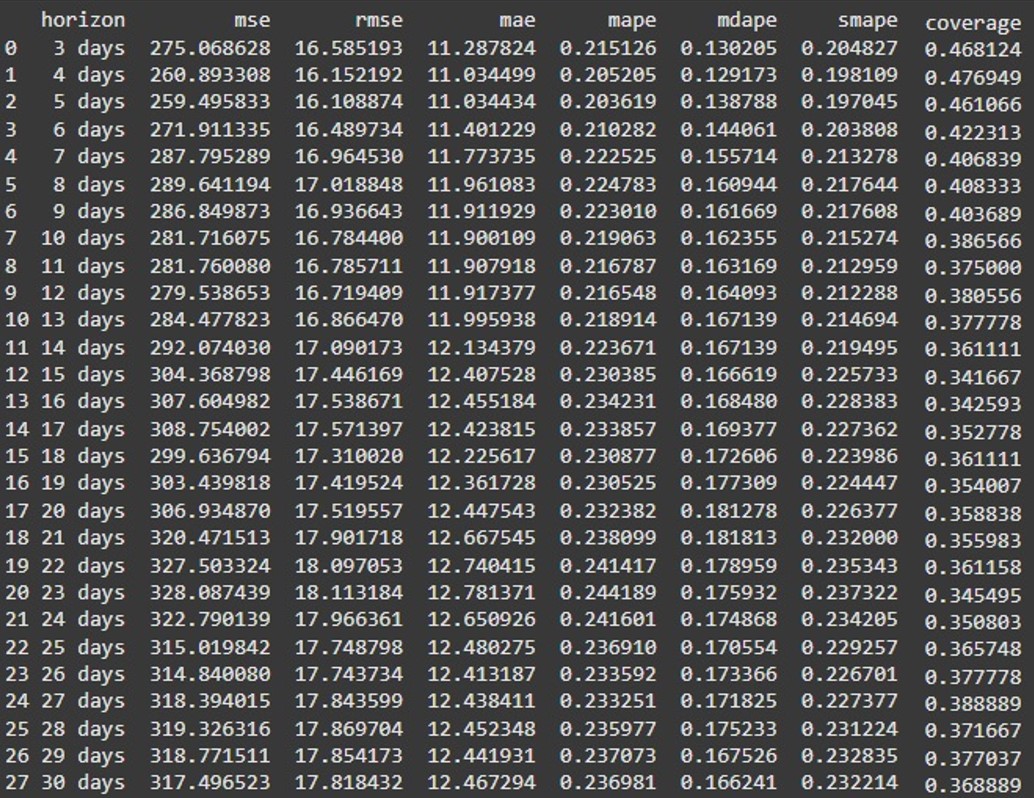 horizon mse rmse mae mape mdape smape coverage
0 3 days 275.068628 16.585193 11.287824 0.215126 0.130205 0.204827 0.468124
1 4 days 260.893308 16.152192 11.034499 0.205205 0.129173 0.198109 0.476949
2 5 days 259.495833 16.108874 11.034434 0.203619 0.138788 0.197045 0.461066
3 6 days 271.911335 16.489734 11.401229 0.210282 0.144061 0.203808 0.422313
4 7 days 287.795289 16.964530 11.773735 0.222525 0.155714 0.213278 0.406839
5 8 days 289.641194 17.018848 11.961083 0.224783 0.160944 0.217644 0.408333
6 9 days 286.849873 16.936643 11.911929 0.223010 0.161669 0.217608 0.403689
7 10 days 281.716075 16.784400 11.900109 0.219063 0.162355 0.215274 0.386566
8 11 days 281.760080 16.785711 11.907918 0.216787 0.163169 0.212959 0.375000
9 12 days 279.538653 16.719409 11.917377 0.216548 0.164093 0.212288 0.380556
10 13 days 284.477823 16.866470 11.995938 0.218914 0.167139 0.214694 0.377778
11 14 days 292.074030 17.090173 12.134379 0.223671 0.167139 0.219495 0.361111
12 15 days 304.368798 17.446169 12.407528 0.230385 0.166619 0.225733 0.341667
13 16 days 307.604982 17.538671 12.455184 0.234231 0.168480 0.228383 0.342593
14 17 days 308.754002 17.571397 12.423815 0.233857 0.169377 0.227362 0.352778
15 18 days 299.636794 17.310020 12.225617 0.230877 0.172606 0.223986 0.361111
16 19 days 303.439818 17.419524 12.361728 0.230525 0.177309 0.224447 0.354007
17 20 days 306.934870 17.519557 12.447543 0.232382 0.181278 0.226377 0.358838
18 21 days 320.471513 17.901718 12.667545 0.238099 0.181813 0.232000 0.355983
19 22 days 327.503324 18.097053 12.740415 0.241417 0.178959 0.235343 0.361158
20 23 days 328.087439 18.113184 12.781371 0.244189 0.175932 0.237322 0.345495
21 24 days 322.790139 17.966361 12.650926 0.241601 0.174868 0.234205 0.350803
22 25 days 315.019842 17.748798 12.480275 0.236910 0.170554 0.229257 0.365748
23 26 days 314.840080 17.743734 12.413187 0.233592 0.173366 0.226701 0.377778
24 27 days 318.394015 17.843599 12.438411 0.233251 0.171825 0.227377 0.388889
25 28 days 319.326316 17.869704 12.452348 0.235977 0.175233 0.231224 0.371667
26 29 days 318.771511 17.854173 12.441931 0.237073 0.167526 0.232835 0.377037
27 30 days 317.496523 17.818432 12.467294 0.236981 0.166241 0.232214 0.368889